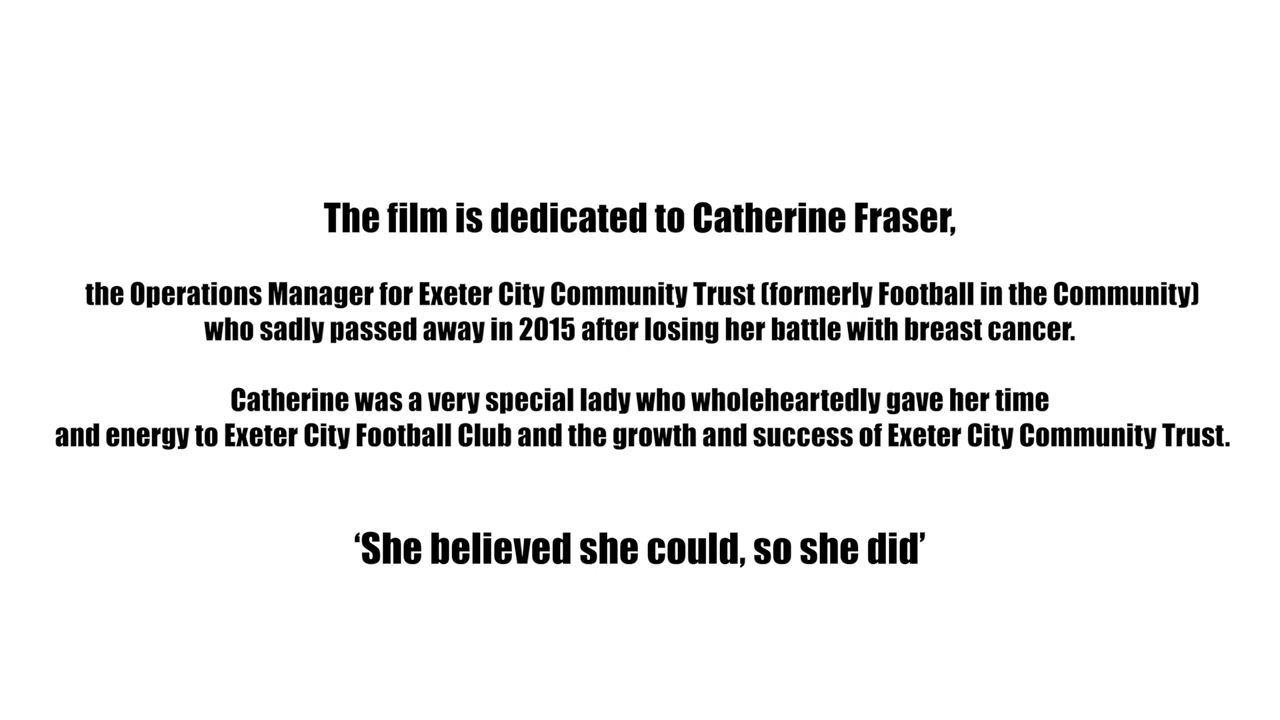 The film is dedicated to Catherine Fraser,
the Operations Manager for Exeter City Community Trust (formerly Football in the Community)
who sadly passed away in 2015 after losing her battle with breast cancer.
Catherine was a very special lady who wholeheartedly gave her time
and energy to Exeter City Football Club and the growth and success of Exeter City Community Trust.
‘She believed she could, so she did’